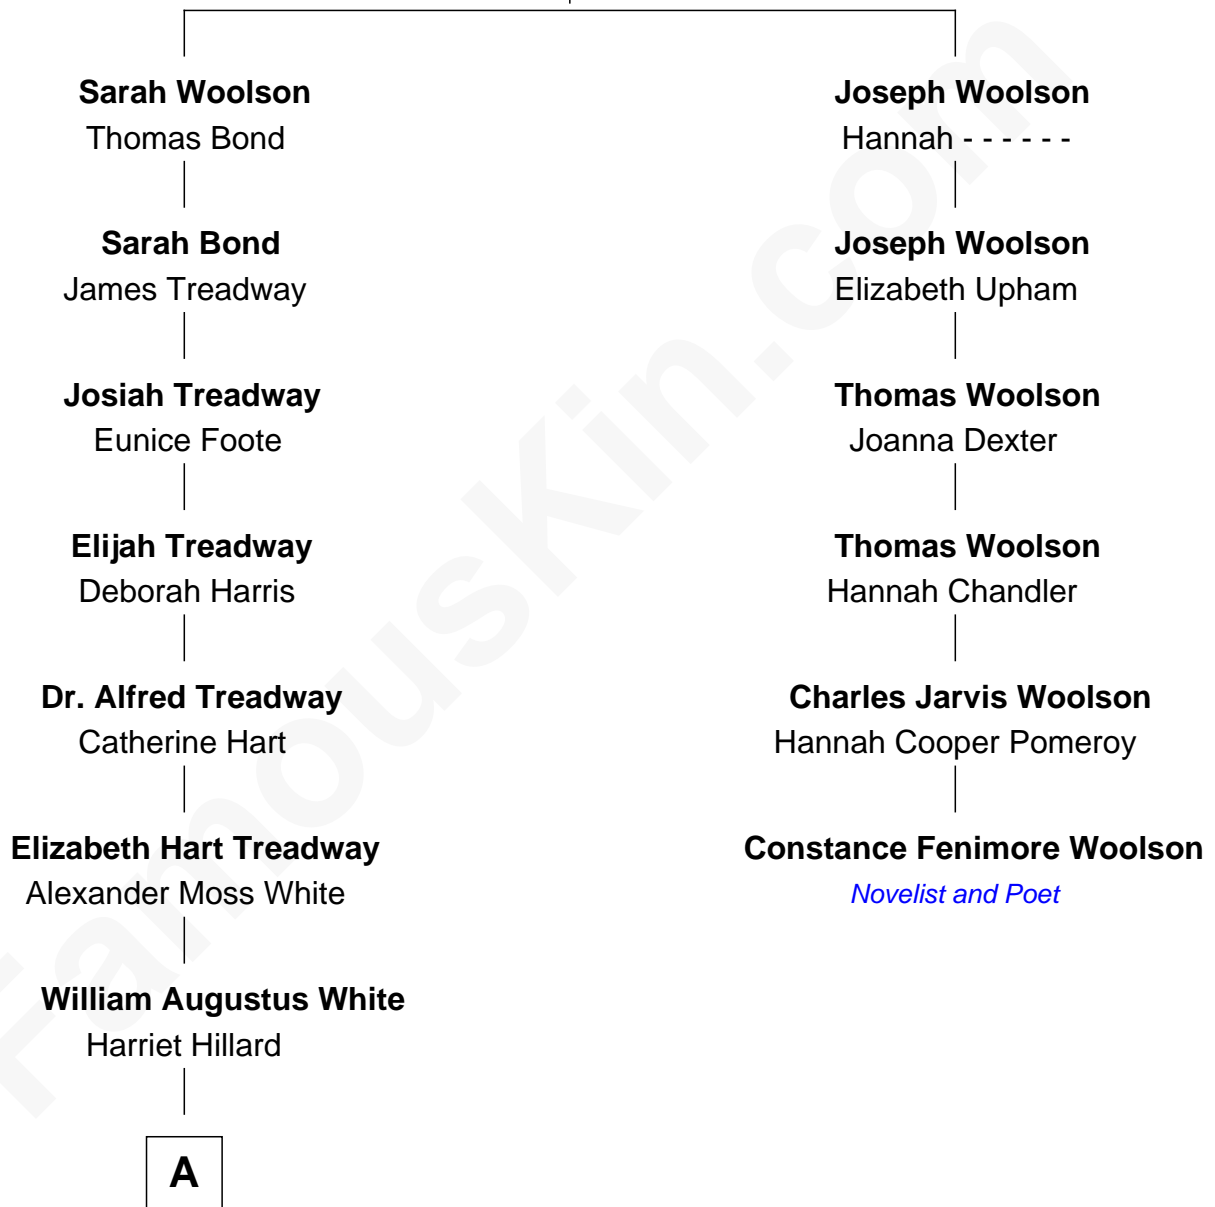 Sarah Woolson
Thomas Bond
Sarah Bond
James Treadway
Josiah Treadway
Eunice Foote
Elijah Treadway
Deborah Harris
Dr. Alfred Treadway
Catherine Hart
Elizabeth Hart Treadway
Alexander Moss White
William Augustus White
Harriet Hillard
A
Joseph Woolson
Hannah - - - - - -
Joseph Woolson
Elizabeth Upham
Thomas Woolson
Joanna Dexter
Thomas Woolson
Hannah Chandler
Charles Jarvis Woolson
Hannah Cooper Pomeroy
Constance Fenimore Woolson
Novelist and Poet
FamousKin.com